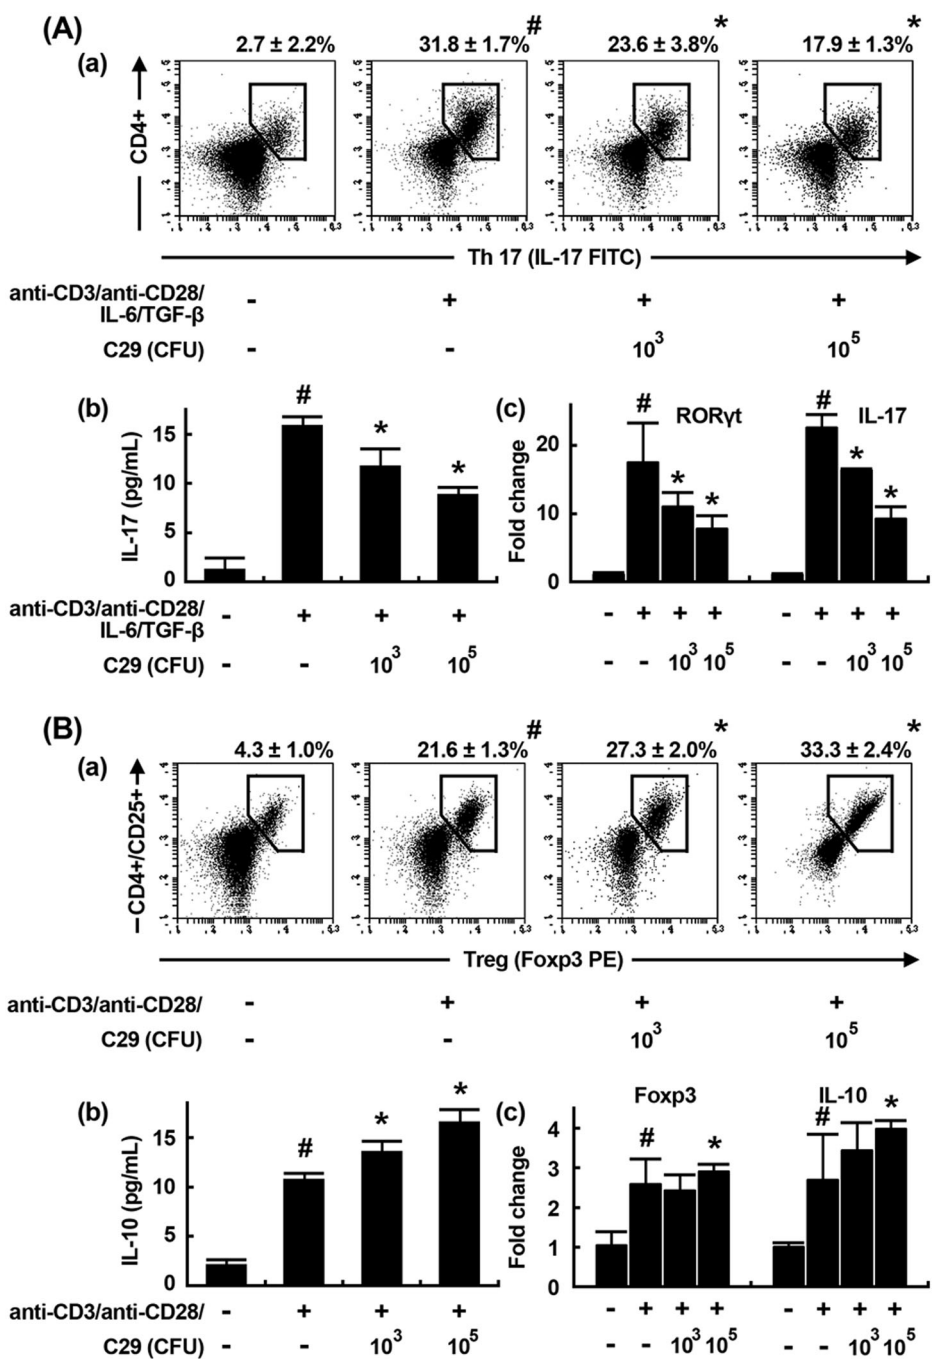 (A)
(a)
2.7 ± 2.2% 31.8 ± 1.7%# 23.6 ± 3.8%* 17.9 ± 1.3%*
CD4+
Th 17 (IL-17 FITC)
anti-CD3/anti-CD28/
IL-6/TGF-β - + + +
C29 (CFU) - - 10³ 10⁵
(b)
IL-17 (pg/mL)
15
10
5
0
# * *
anti-CD3/anti-CD28/
IL-6/TGF-β - + + +
C29 (CFU) - - 10³ 10⁵
(c)
RORγt IL-17
Fold change
20
10
0
# * * # * *
- + + + - + + +
- - 10³ 10⁵ - - 10³ 10⁵
(B)
(a)
4.3 ± 1.0% 21.6 ± 1.3%# 27.3 ± 2.0%* 33.3 ± 2.4%*
CD4+/CD25+
Treg (Foxp3 PE)
anti-CD3/anti-CD28/ - + + +
C29 (CFU) - - 10³ 10⁵
(b)
IL-10 (pg/mL)
15
10
5
0
# * *
anti-CD3/anti-CD28/ - + + +
C29 (CFU) - - 10³ 10⁵
(c)
Foxp3 IL-10
Fold change
4
3
2
1
0
# * # *
- + + + - + + +
- - 10³ 10⁵ - - 10³ 10⁵